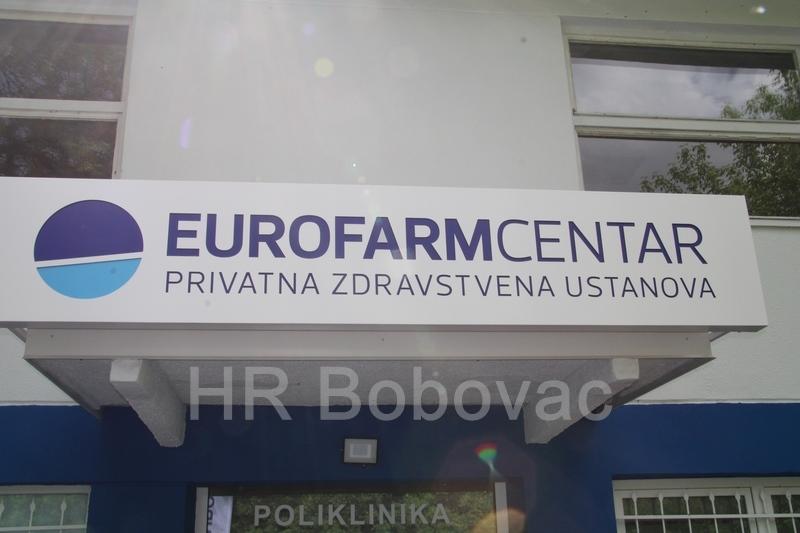 EUROFARMCENTAR
PRIVATNA ZDRAVSTVENA USTANOVA
HR Bobovac
POLIKLINIKA